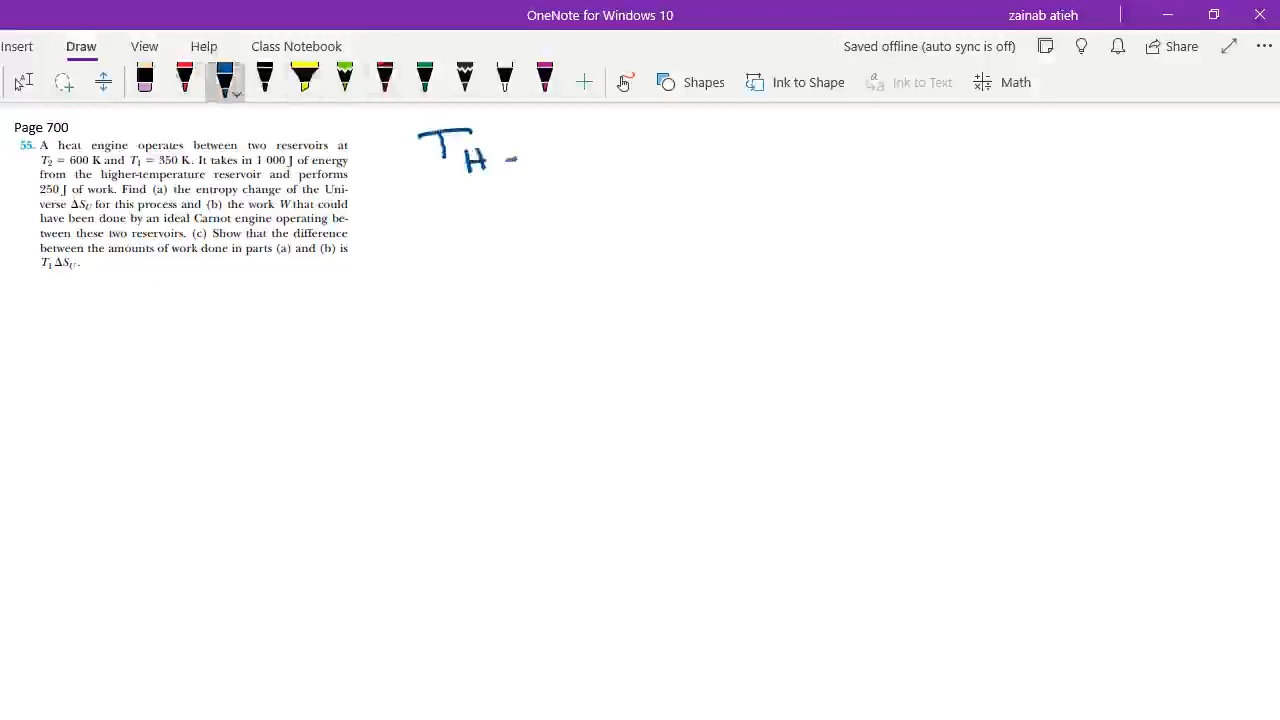 OneNote for Windows 10
zainab atieh
Insert
Draw
View
Help
Class Notebook
Saved offline (auto sync is off)
Share
Shapes
Ink to Shape
Ink to Text
Math
Page 700
55. A heat engine operates between two reservoirs at
T₂ = 600 K and T₁ = 350 K. It takes in 1 000 J of energy
from the higher-temperature reservoir and performs
250 J of work. Find (a) the entropy change of the Uni-
verse ΔS_U for this process and (b) the work W that could
have been done by an ideal Carnot engine operating be-
tween these two reservoirs. (c) Show that the difference
between the amounts of work done in parts (a) and (b) is
T₁ ΔS_U.
T_H -